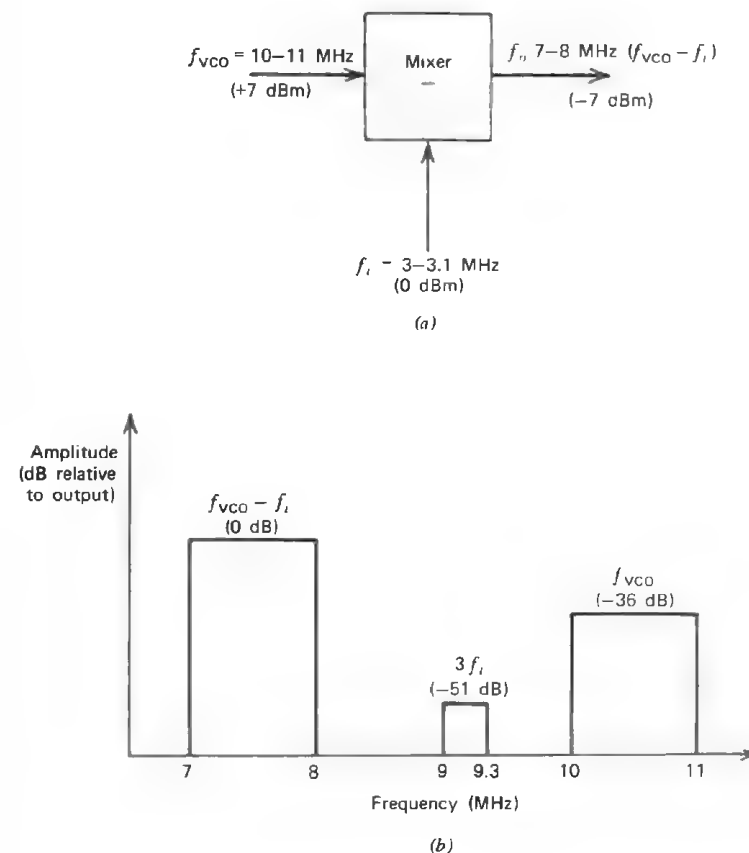 f_VCO = 10–11 MHz
(+7 dBm)
Mixer
–
f_o, 7–8 MHz (f_VCO – f_i)
(–7 dBm)
f_i – 3–3.1 MHz
(0 dBm)
(a)
Amplitude
(dB relative
to output)
f_VCO – f_i
(0 dB)
3f_i
(–51 dB)
f_VCO
(–36 dB)
7 8 9 9.3 10 11
Frequency (MHz)
(b)